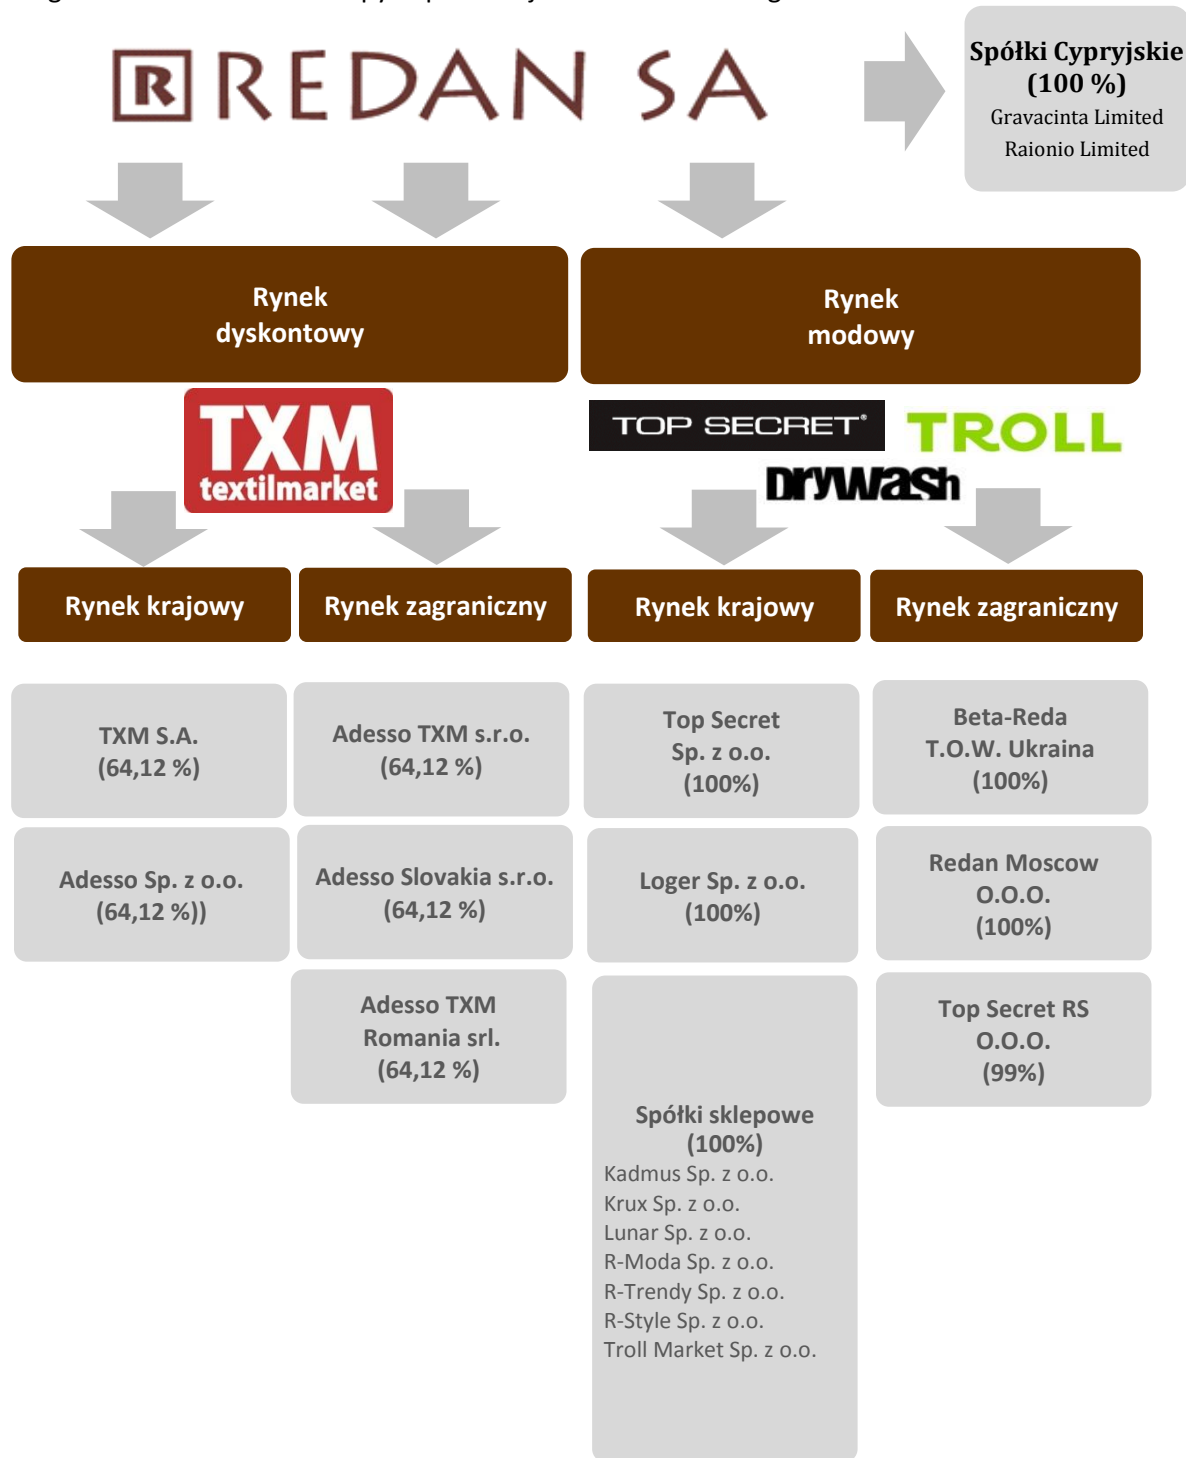 R REDAN SA
Spółki Cypryjskie
(100 %)
Gravacinta Limited
Raionio Limited
Rynek
dyskontowy
Rynek
modowy
TXM
textilmarket
TOP SECRET®
TROLL
Drywash
Rynek krajowy
Rynek zagraniczny
Rynek krajowy
Rynek zagraniczny
TXM S.A.
(64,12 %)
Adesso Sp. z o.o.
(64,12 %))
Adesso TXM s.r.o.
(64,12 %)
Adesso Slovakia s.r.o.
(64,12 %)
Adesso TXM
Romania srl.
(64,12 %)
Top Secret
Sp. z o.o.
(100%)
Loger Sp. z o.o.
(100%)
Spółki sklepowe
(100%)
Kadmus Sp. z o.o.
Krux Sp. z o.o.
Lunar Sp. z o.o.
R-Moda Sp. z o.o.
R-Trendy Sp. z o.o.
R-Style Sp. z o.o.
Troll Market Sp. z o.o.
Beta-Reda
T.O.W. Ukraina
(100%)
Redan Moscow
O.O.O.
(100%)
Top Secret RS
O.O.O.
(99%)